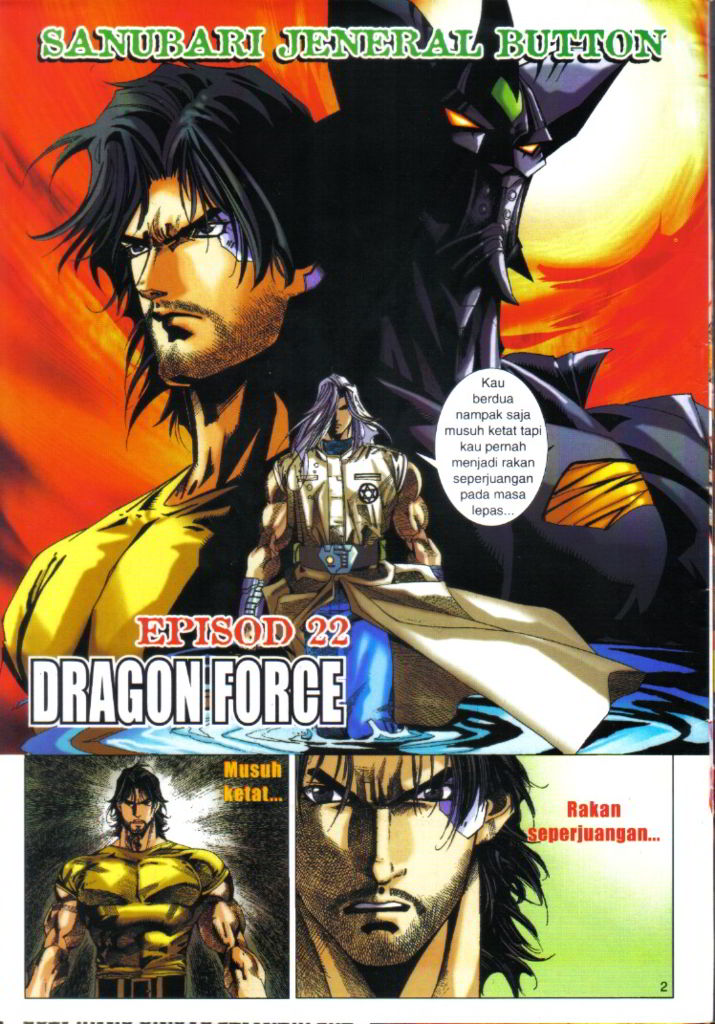 SANUBARI JENERAL BUTTON
Kau
berdua
nampak saja
musuh ketat tapi
kau pernah
menjadi rakan
seperjuangan
pada masa
lepas...
EPISOD 22
DRAGON FORCE
Musuh
ketat...
Rakan
seperjuangan...
2